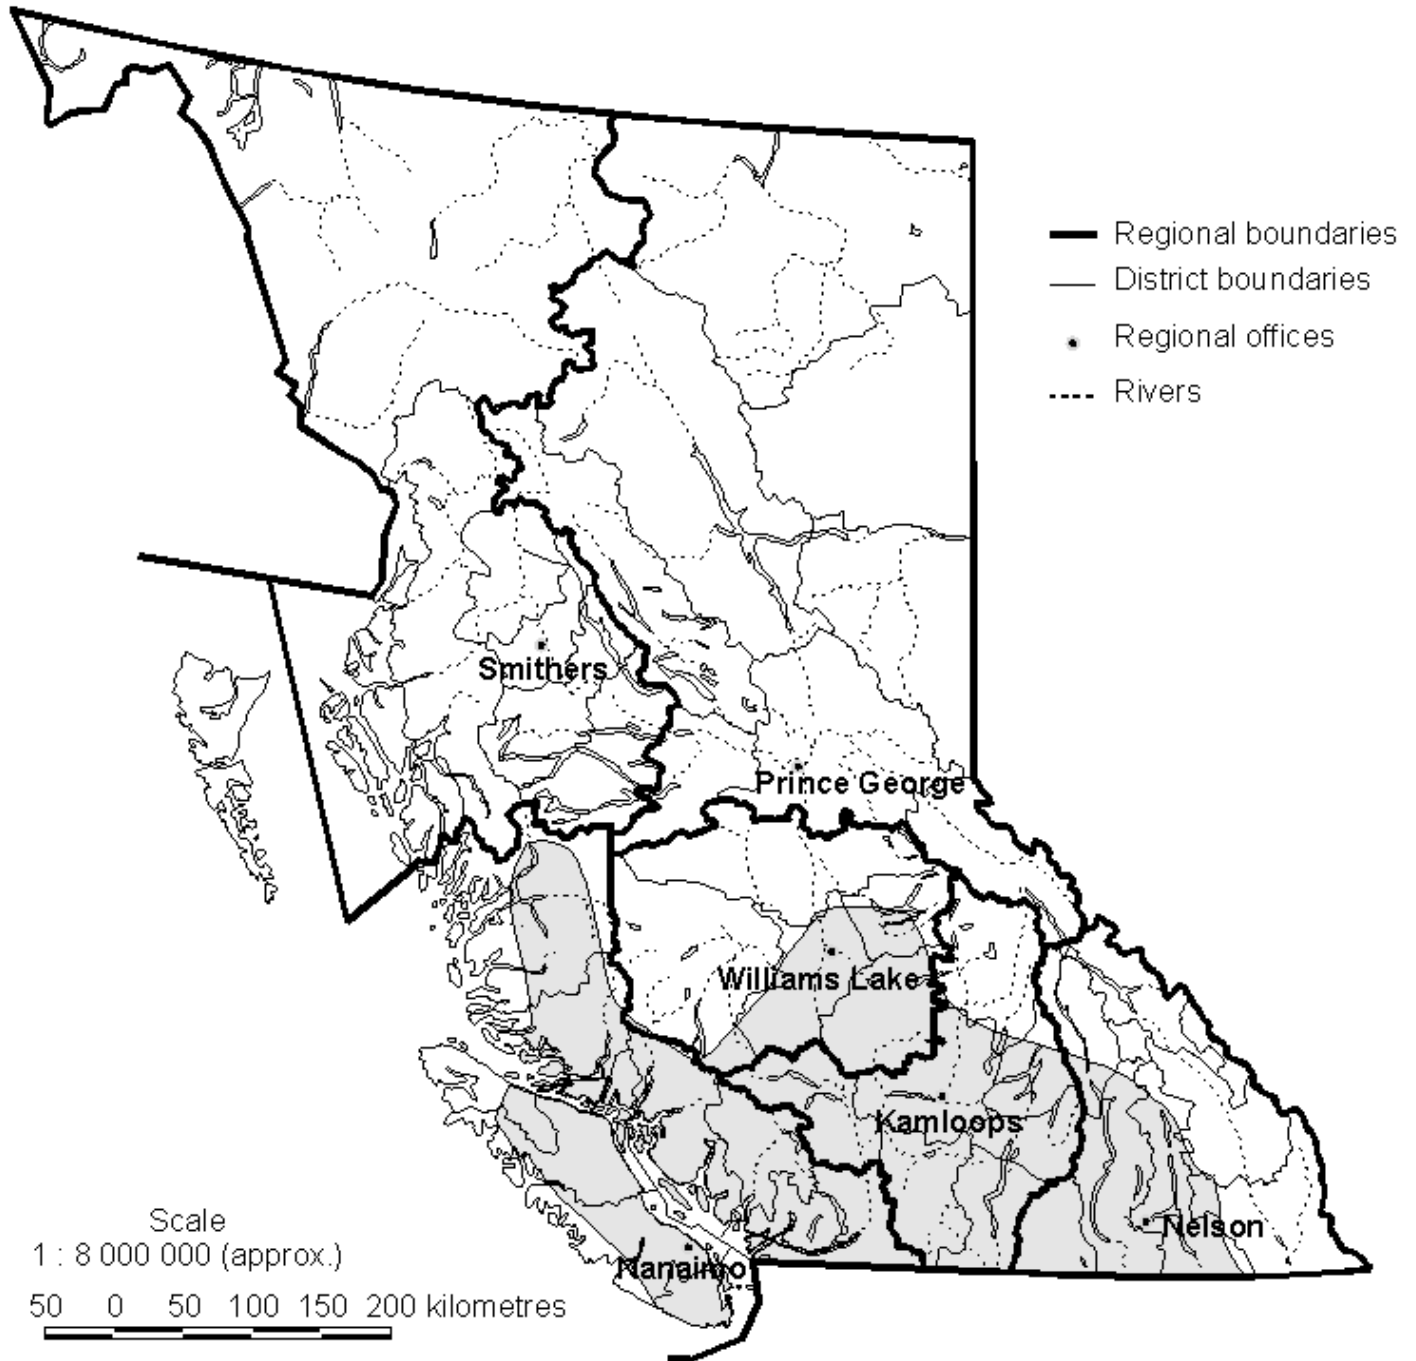 Regional boundaries
District boundaries
Regional offices
Rivers
Smithers
Prince George
Williams Lake
Kamloops
Nelson
Nanaimo
Scale
1 : 8 000 000 (approx.)
50 0 50 100 150 200 kilometres